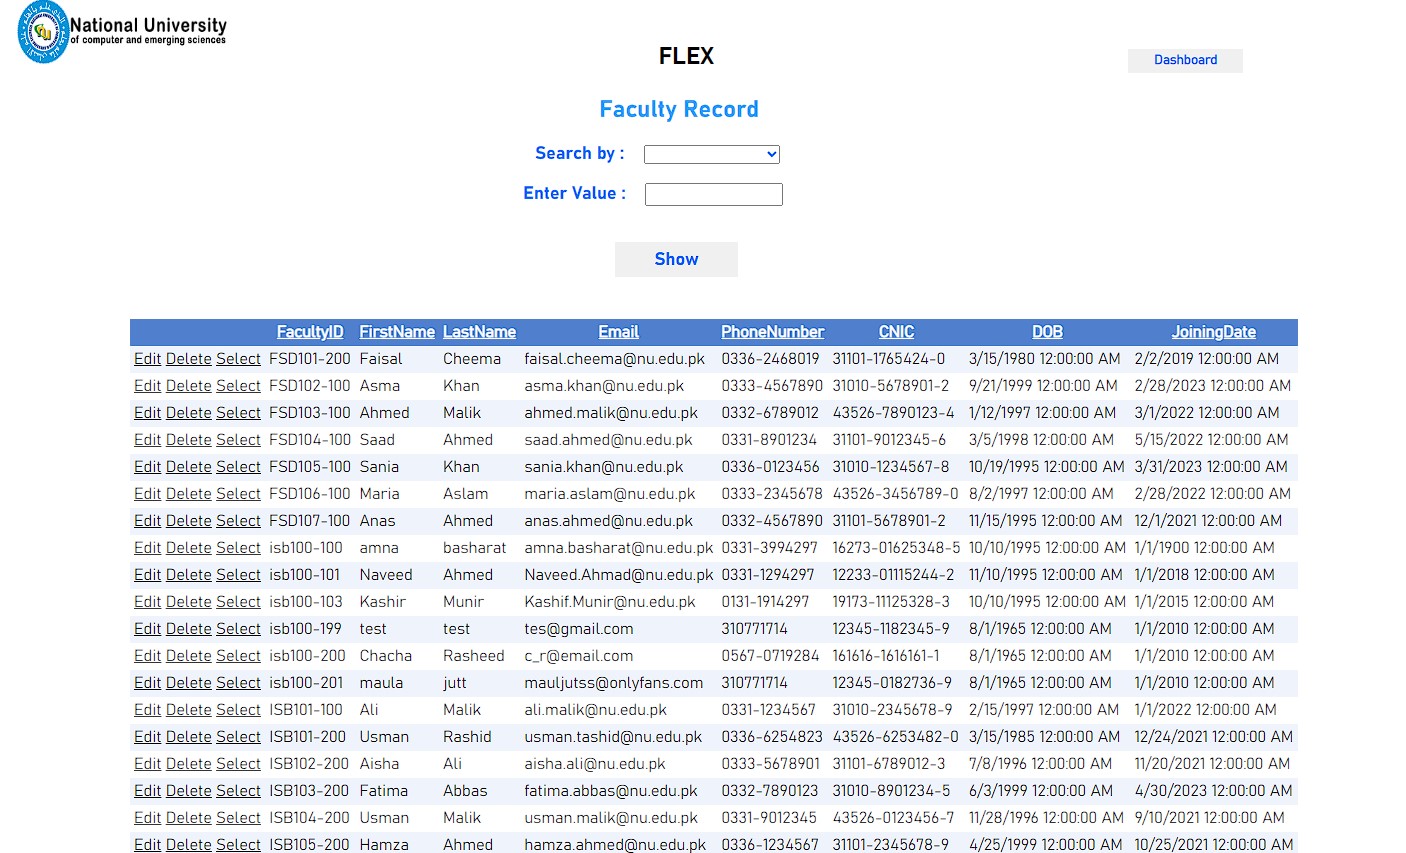 National University
of computer and emerging sciences
FLEX
Dashboard
Faculty Record
Search by :
Enter Value :
Show
FacultyID FirstName LastName Email PhoneNumber CNIC DOB JoiningDate
Edit Delete Select FSD101-200 Faisal Cheema faisal.cheema@nu.edu.pk 0336-2468019 31101-1765424-0 3/15/1980 12:00:00 AM 2/2/2019 12:00:00 AM
Edit Delete Select FSD102-100 Asma Khan asma.khan@nu.edu.pk 0333-4567890 31010-5678901-2 9/21/1999 12:00:00 AM 2/28/2023 12:00:00 AM
Edit Delete Select FSD103-100 Ahmed Malik ahmed.malik@nu.edu.pk 0332-6789012 43526-7890123-4 1/12/1997 12:00:00 AM 3/1/2022 12:00:00 AM
Edit Delete Select FSD104-100 Saad Ahmed saad.ahmed@nu.edu.pk 0331-8901234 31101-9012345-6 3/5/1998 12:00:00 AM 5/15/2022 12:00:00 AM
Edit Delete Select FSD105-100 Sania Khan sania.khan@nu.edu.pk 0336-0123456 31010-1234567-8 10/19/1995 12:00:00 AM 3/31/2023 12:00:00 AM
Edit Delete Select FSD106-100 Maria Aslam maria.aslam@nu.edu.pk 0333-2345678 43526-3456789-0 8/2/1997 12:00:00 AM 2/28/2022 12:00:00 AM
Edit Delete Select FSD107-100 Anas Ahmed anas.ahmed@nu.edu.pk 0332-4567890 31101-5678901-2 11/15/1995 12:00:00 AM 12/1/2021 12:00:00 AM
Edit Delete Select isb100-100 amna basharat amna.basharat@nu.edu.pk 0331-3994297 16273-01625348-5 10/10/1995 12:00:00 AM 1/1/1900 12:00:00 AM
Edit Delete Select isb100-101 Naveed Ahmed Naveed.Ahmad@nu.edu.pk 0331-1294297 12233-01115244-2 11/10/1995 12:00:00 AM 1/1/2018 12:00:00 AM
Edit Delete Select isb100-103 Kashir Munir Kashif.Munir@nu.edu.pk 0131-1914297 19173-11125328-3 10/10/1995 12:00:00 AM 1/1/2015 12:00:00 AM
Edit Delete Select isb100-199 test test tes@gmail.com 310771714 12345-1182345-9 8/1/1965 12:00:00 AM 1/1/2010 12:00:00 AM
Edit Delete Select isb100-200 Chacha Rasheed c_r@email.com 0567-0719284 161616-1616161-1 8/1/1965 12:00:00 AM 1/1/2010 12:00:00 AM
Edit Delete Select isb100-201 maula jutt mauljutss@onlyfans.com 310771714 12345-0182736-9 8/1/1965 12:00:00 AM 1/1/2010 12:00:00 AM
Edit Delete Select ISB101-100 Ali Malik ali.malik@nu.edu.pk 0331-1234567 31010-2345678-9 2/15/1997 12:00:00 AM 1/1/2022 12:00:00 AM
Edit Delete Select ISB101-200 Usman Rashid usman.tashid@nu.edu.pk 0336-6254823 43526-6253482-0 3/15/1985 12:00:00 AM 12/24/2021 12:00:00 AM
Edit Delete Select ISB102-200 Aisha Ali aisha.ali@nu.edu.pk 0333-5678901 31101-6789012-3 7/8/1996 12:00:00 AM 11/20/2021 12:00:00 AM
Edit Delete Select ISB103-200 Fatima Abbas fatima.abbas@nu.edu.pk 0332-7890123 31010-8901234-5 6/3/1999 12:00:00 AM 4/30/2023 12:00:00 AM
Edit Delete Select ISB104-200 Usman Malik usman.malik@nu.edu.pk 0331-9012345 43526-0123456-7 11/28/1996 12:00:00 AM 9/10/2021 12:00:00 AM
Edit Delete Select ISB105-200 Hamza Ahmed hamza.ahmed@nu.edu.pk 0336-1234567 31101-2345678-9 4/25/1999 12:00:00 AM 10/25/2021 12:00:00 AM